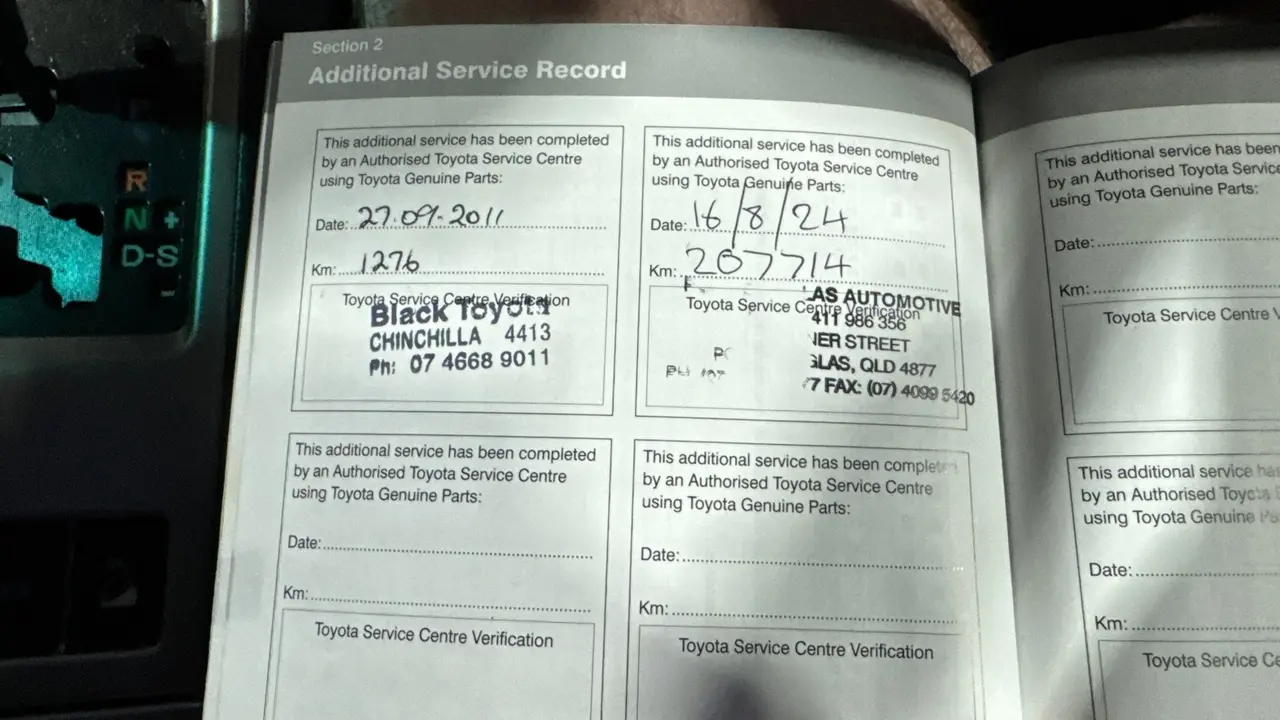 R
N +
D-S
-
Section 2
Additional Service Record
This additional service has been completed
by an Authorised Toyota Service Centre
using Toyota Genuine Parts:
Date: 27.09.2011
Km: 1276
Toyota Service Centre Verification
Black Toyota
CHINCHILLA 4413
Ph: 07 4668 9011
This additional service has been completed
by an Authorised Toyota Service Centre
using Toyota Genuine Parts:
Date: 16/8/24
Km: 207714
Toyota Service Centre Verification
LAS AUTOMOTIVE
411 986 356
NER STREET
GLAS, QLD 4877
7 FAX: (07) 4099 5420
This additional service has been completed
by an Authorised Toyota Service Centre
using Toyota Genuine Parts:
Date:
Km:
Toyota Service Centre Verification
This additional service has been completed
by an Authorised Toyota Service Centre
using Toyota Genuine Parts:
Date:
Km:
Toyota Service Centre Verification
This additional service has been
by an Authorised Toyota Service
using Toyota Genuine Parts:
Date:
Km:
Toyota Service Centre
This additional service has
by an Authorised Toyota
using Toyota Genuine
Date:
Km:
Toyota Service